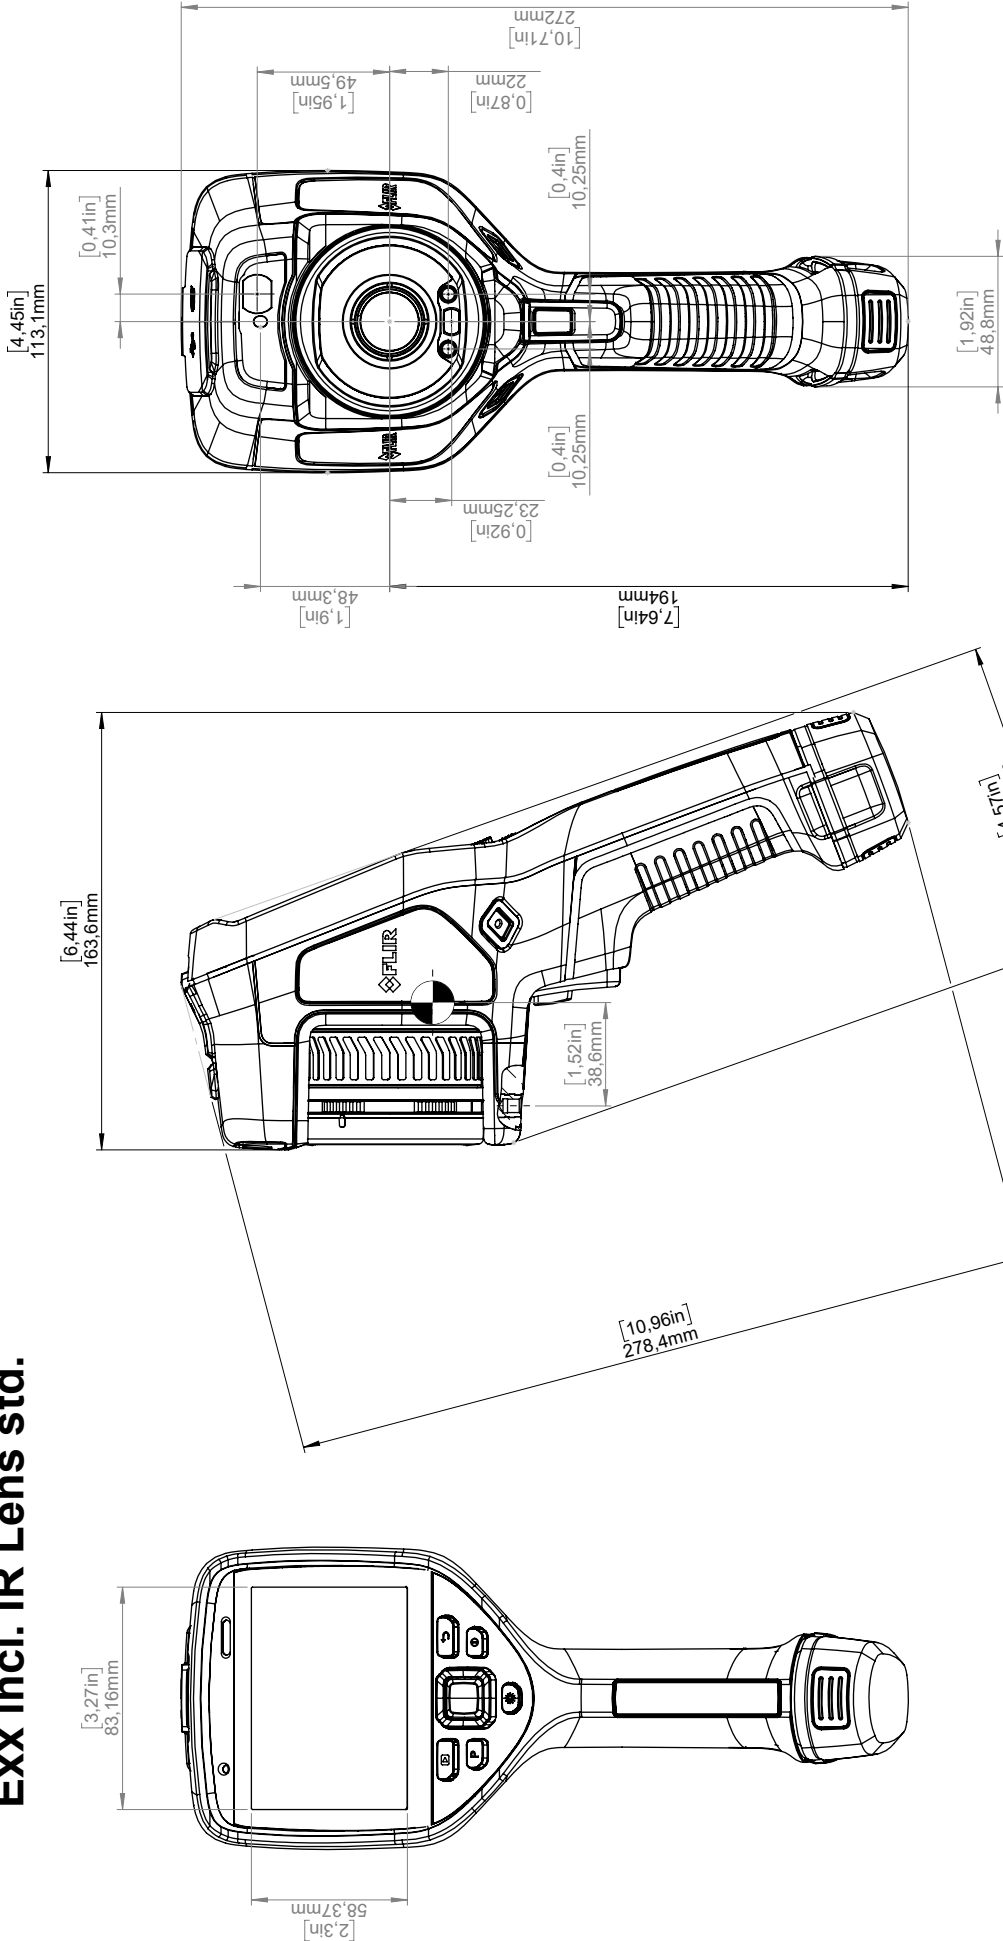 [10,71in]
272mm
[1,95in]
49,5mm
[0,87in]
22mm
[4,45in]
113,1mm
[0,41in]
10,3mm
[0,4in]
10,25mm
FLIR
FLIR
[1,92in]
48,8mm
[0,4in]
10,25mm
[0,92in]
23,25mm
[1,9in]
48,3mm
[7,64in]
194mm
[6,44in]
163,6mm
FLIR
[1,52in]
38,6mm
[10,96in]
278,4mm
Exx incl. IR Lens std.
[3,27in]
83,16mm
P
[2,3in]
58,37mm